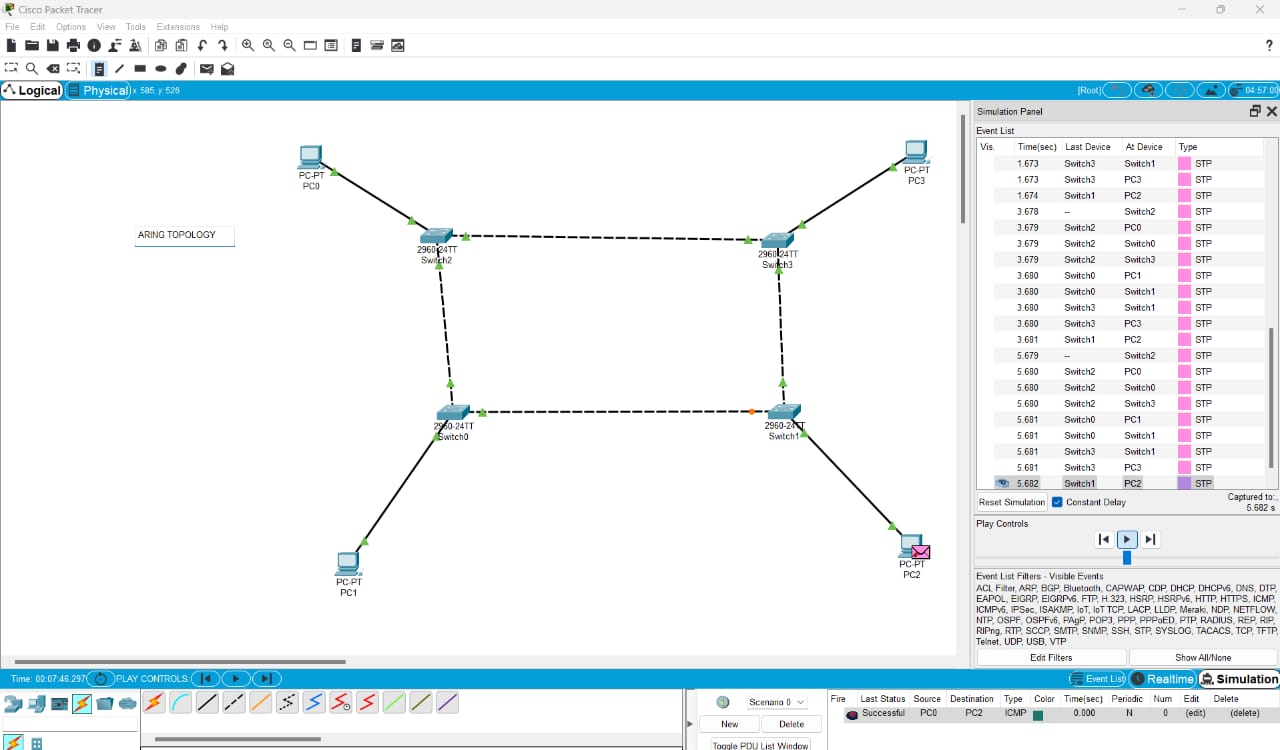 Cisco Packet Tracer
File Edit Options View Tools Extensions Help
?
Logical Physical x: 585, y: 526 [Root] 04:57:00
Simulation Panel
Event List
Vis. Time(sec) Last Device At Device Type
1.673 Switch3 Switch1 STP
1.673 Switch3 PC3 STP
1.674 Switch1 PC2 STP
3.678 -- Switch2 STP
3.679 Switch2 PC0 STP
3.679 Switch2 Switch0 STP
3.679 Switch2 Switch3 STP
3.680 Switch0 PC1 STP
3.680 Switch0 Switch1 STP
3.680 Switch3 Switch1 STP
3.680 Switch3 PC3 STP
3.681 Switch1 PC2 STP
5.679 -- Switch2 STP
5.680 Switch2 PC0 STP
5.680 Switch2 Switch0 STP
5.680 Switch2 Switch3 STP
5.681 Switch0 PC1 STP
5.681 Switch0 Switch1 STP
5.681 Switch3 Switch1 STP
5.681 Switch3 PC3 STP
5.682 Switch1 PC2 STP
Reset Simulation Constant Delay Captured to:,
5.682 s
Play Controls
Event List Filters - Visible Events
ACL Filter, ARP, BGP, Bluetooth, CAPWAP, CDP, DHCP, DHCPv6, DNS, DTP,
EAPOL, EIGRP, EIGRPv6, FTP, H.323, HSRP, HSRPv6, HTTP, HTTPS, ICMP,
ICMPv6, IPSec, ISAKMP, IoT, IoT TCP, LACP, LLDP, Meraki, NDP, NETFLOW,
NTP, OSPF, OSPFv6, PAgP, POP3, PPP, PPPoED, PTP, RADIUS, REP, RIP,
RIPng, RTP, SCCP, SMTP, SNMP, SSH, STP, SYSLOG, TACACS, TCP, TFTP,
Telnet, UDP, USB, VTP
Edit Filters Show All/None
PC-PT
PC0
PC-PT
PC3
ARING TOPOLOGY
2960-24TT
Switch2
2960-24TT
Switch3
2950-24TT
Switch0
2960-24TT
Switch1
PC-PT
PC1
PC-PT
PC2
Time: 00:07:46.297 PLAY CONTROLS: Event List Realtime Simulation
Scenario 0
New Delete
Toggle PDU List Window
Fire Last Status Source Destination Type Color Time(sec) Periodic Num Edit Delete
Successful PC0 PC2 ICMP 0.000 N 0 (edit) (delete)